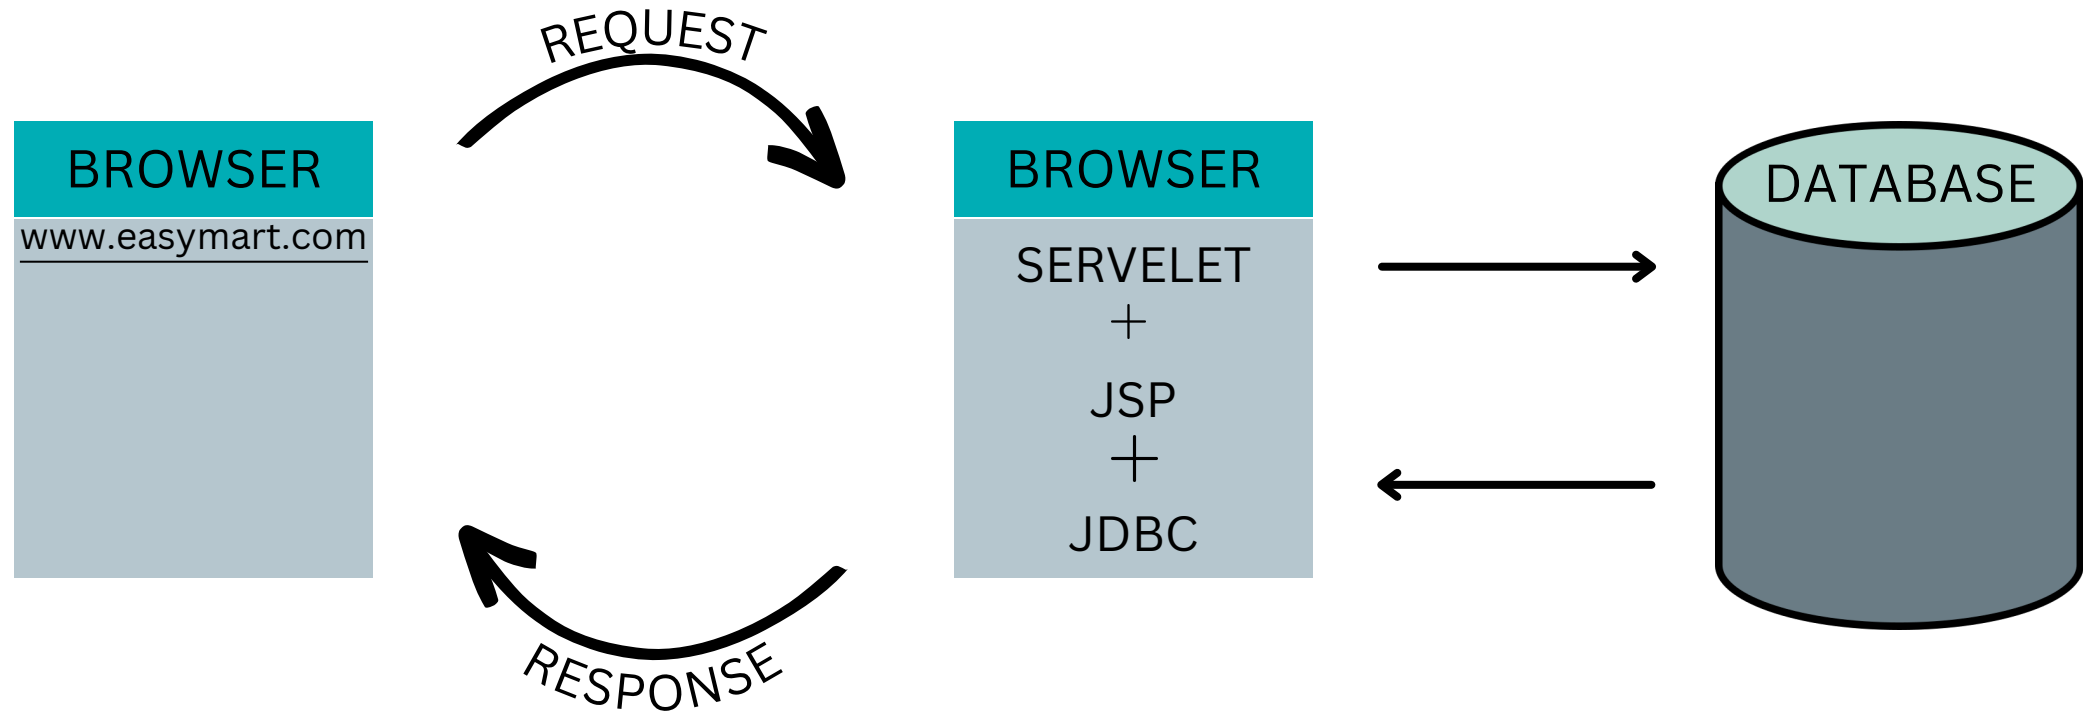 REQUEST
BROWSER
www.easymart.com
BROWSER
SERVELET
+
JSP
+
JDBC
DATABASE
RESPONSE